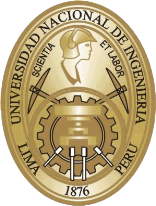 UNIVERSIDAD NACIONAL DE INGENIERIA
SCIENTIA ET LABOR
LIMA
1876
PERU